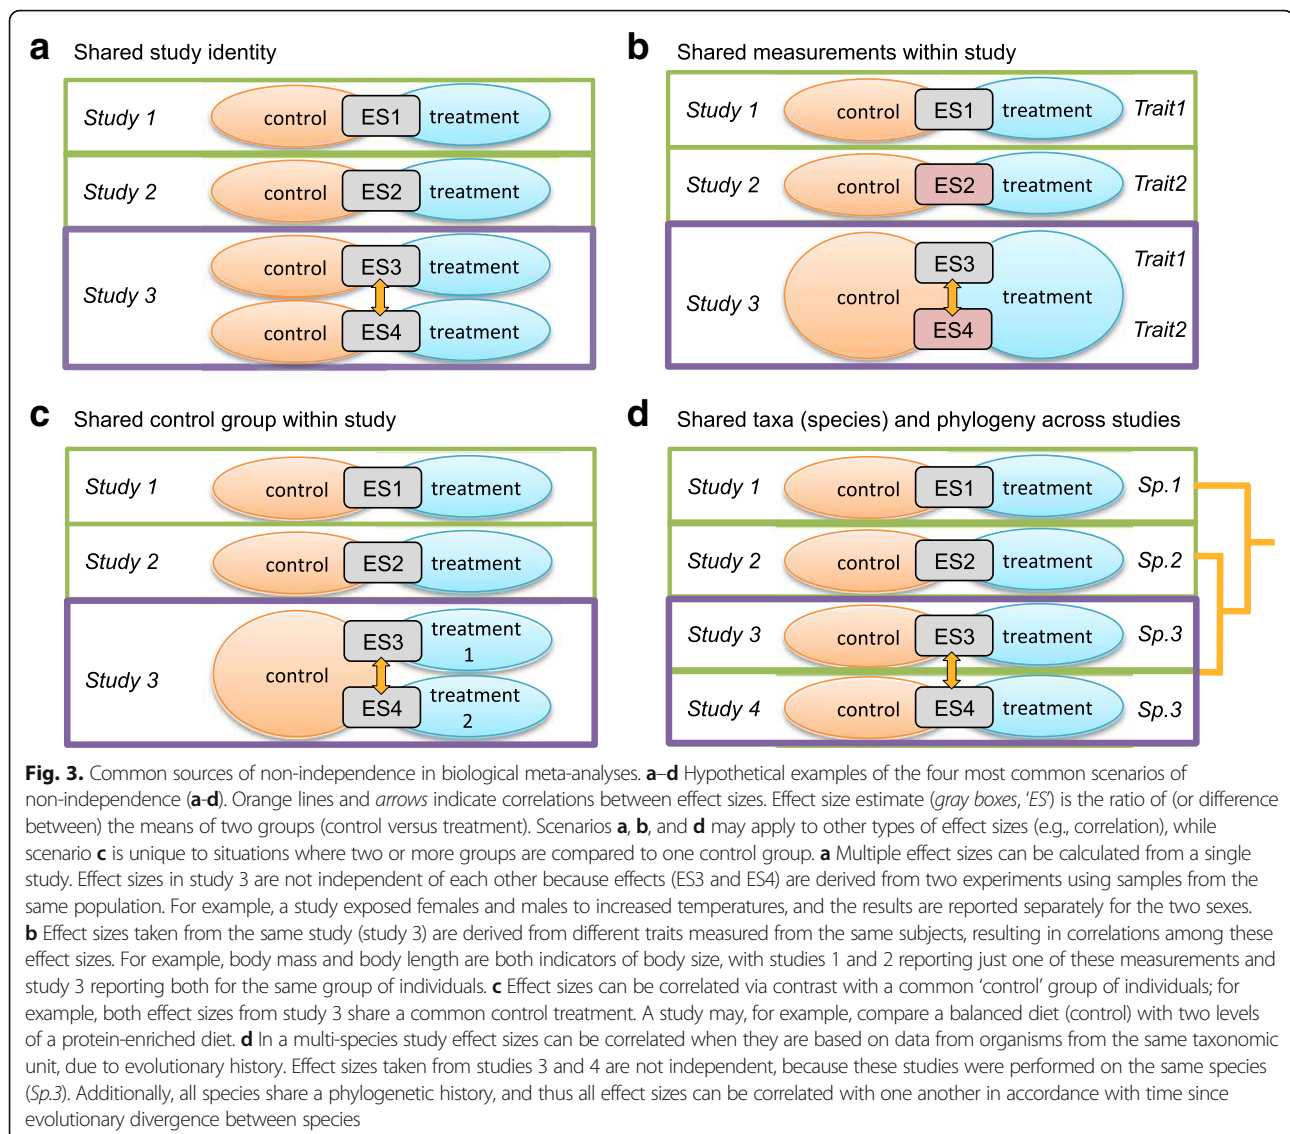 a Shared study identity
Study 1 control ES1 treatment
Study 2 control ES2 treatment
control ES3 treatment
Study 3
control ES4 treatment
b Shared measurements within study
Study 1 control ES1 treatment Trait1
Study 2 control ES2 treatment Trait2
ES3 Trait1
Study 3 control treatment
ES4 Trait2
c Shared control group within study
Study 1 control ES1 treatment
Study 2 control ES2 treatment
ES3 treatment 1
Study 3 control
ES4 treatment 2
d Shared taxa (species) and phylogeny across studies
Study 1 control ES1 treatment Sp.1
Study 2 control ES2 treatment Sp.2
Study 3 control ES3 treatment Sp.3
Study 4 control ES4 treatment Sp.3
Fig. 3. Common sources of non-independence in biological meta-analyses. a–d Hypothetical examples of the four most common scenarios of
non-independence (a-d). Orange lines and arrows indicate correlations between effect sizes. Effect size estimate (gray boxes, ‘ES’) is the ratio of (or difference
between) the means of two groups (control versus treatment). Scenarios a, b, and d may apply to other types of effect sizes (e.g., correlation), while
scenario c is unique to situations where two or more groups are compared to one control group. a Multiple effect sizes can be calculated from a single
study. Effect sizes in study 3 are not independent of each other because effects (ES3 and ES4) are derived from two experiments using samples from the
same population. For example, a study exposed females and males to increased temperatures, and the results are reported separately for the two sexes.
b Effect sizes taken from the same study (study 3) are derived from different traits measured from the same subjects, resulting in correlations among these
effect sizes. For example, body mass and body length are both indicators of body size, with studies 1 and 2 reporting just one of these measurements and
study 3 reporting both for the same group of individuals. c Effect sizes can be correlated via contrast with a common ‘control’ group of individuals; for
example, both effect sizes from study 3 share a common control treatment. A study may, for example, compare a balanced diet (control) with two levels
of a protein-enriched diet. d In a multi-species study effect sizes can be correlated when they are based on data from organisms from the same taxonomic
unit, due to evolutionary history. Effect sizes taken from studies 3 and 4 are not independent, because these studies were performed on the same species
(Sp.3). Additionally, all species share a phylogenetic history, and thus all effect sizes can be correlated with one another in accordance with time since
evolutionary divergence between species